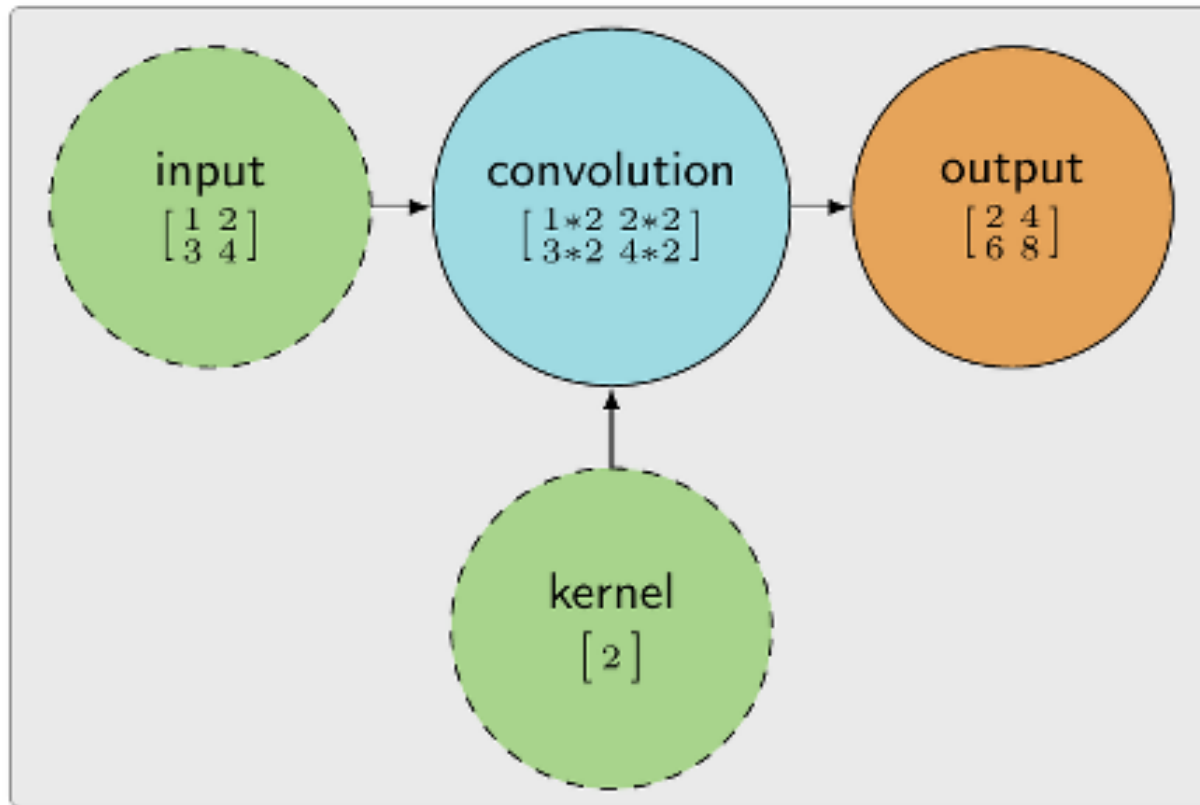 input
[1 2
3 4]
convolution
[1*2 2*2
3*2 4*2]
output
[2 4
6 8]
kernel
[2]